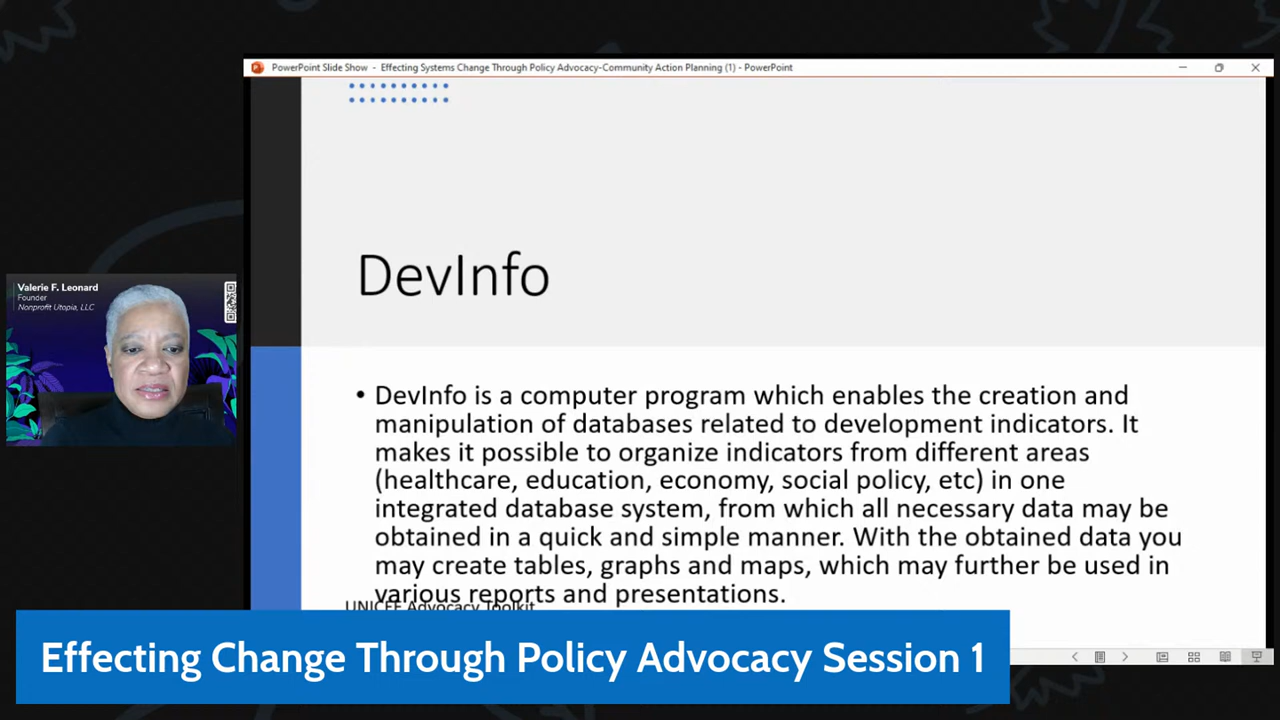 PowerPoint Slide Show - Effecting Systems Change Through Policy Advocacy-Community Action Planning (1) - PowerPoint
DevInfo
Valerie F. Leonard
Founder
Nonprofit Utopia, LLC
• DevInfo is a computer program which enables the creation and
manipulation of databases related to development indicators. It
makes it possible to organize indicators from different areas
(healthcare, education, economy, social policy, etc) in one
integrated database system, from which all necessary data may be
obtained in a quick and simple manner. With the obtained data you
may create tables, graphs and maps, which may further be used in
various reports and presentations.
UNICEF Advocacy Toolkit
Effecting Change Through Policy Advocacy Session 1